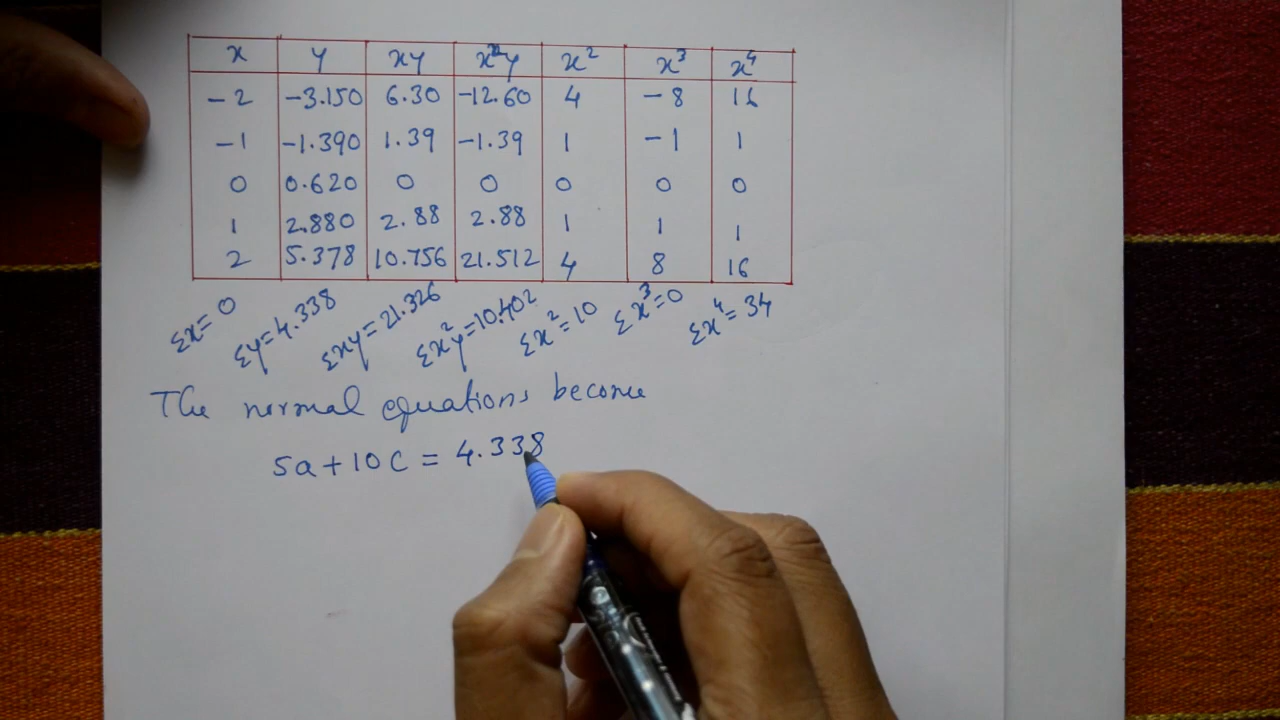 x y xy x²y x² x³ x⁴
-2 -3.150 6.30 -12.60 4 -8 16
-1 -1.390 1.39 -1.39 1 -1 1
0 0.620 0 0 0 0 0
1 2.880 2.88 2.88 1 1 1
2 5.378 10.756 21.512 4 8 16
Σx=0 Σy=4.338 Σxy=21.326 Σx²y=10.402 Σx²=10 Σx³=0 Σx⁴=34
The normal equations become
5a+10c = 4.338